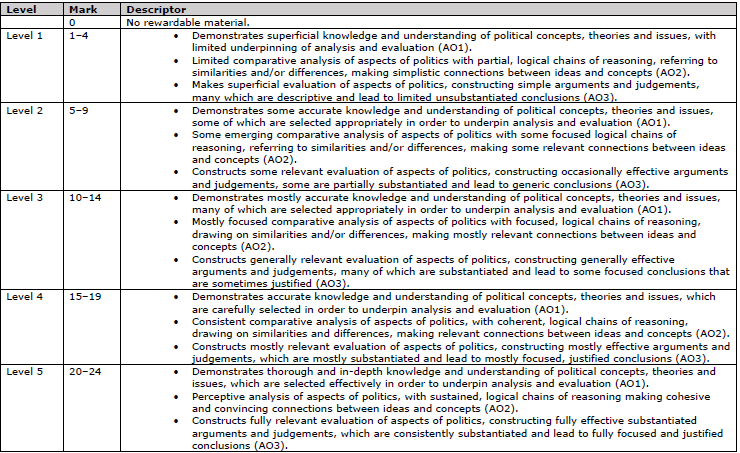 Level Mark Descriptor
0 No rewardable material.
Level 1 1–4 • Demonstrates superficial knowledge and understanding of political concepts, theories and issues, with
limited underpinning of analysis and evaluation (AO1).
• Limited comparative analysis of aspects of politics with partial, logical chains of reasoning, referring to
similarities and/or differences, making simplistic connections between ideas and concepts (AO2).
• Makes superficial evaluation of aspects of politics, constructing simple arguments and judgements,
many which are descriptive and lead to limited unsubstantiated conclusions (AO3).
Level 2 5–9 • Demonstrates some accurate knowledge and understanding of political concepts, theories and issues,
some of which are selected appropriately in order to underpin analysis and evaluation (AO1).
• Some emerging comparative analysis of aspects of politics with some focused logical chains of
reasoning, referring to similarities and/or differences, making some relevant connections between ideas
and concepts (AO2).
• Constructs some relevant evaluation of aspects of politics, constructing occasionally effective arguments
and judgements, some are partially substantiated and lead to generic conclusions (AO3).
Level 3 10–14 • Demonstrates mostly accurate knowledge and understanding of political concepts, theories and issues,
many of which are selected appropriately in order to underpin analysis and evaluation (AO1).
• Mostly focused comparative analysis of aspects of politics with focused, logical chains of reasoning,
drawing on similarities and/or differences, making mostly relevant connections between ideas and
concepts (AO2).
• Constructs generally relevant evaluation of aspects of politics, constructing generally effective
arguments and judgements, many of which are substantiated and lead to some focused conclusions that
are sometimes justified (AO3).
Level 4 15–19 • Demonstrates accurate knowledge and understanding of political concepts, theories and issues, which
are carefully selected in order to underpin analysis and evaluation (AO1).
• Consistent comparative analysis of aspects of politics, with coherent, logical chains of reasoning,
drawing on similarities and differences, making relevant connections between ideas and concepts (AO2).
• Constructs mostly relevant evaluation of aspects of politics, constructing mostly effective arguments and
judgements, which are mostly substantiated and lead to mostly focused, justified conclusions (AO3).
Level 5 20–24 • Demonstrates thorough and in-depth knowledge and understanding of political concepts, theories and
issues, which are selected effectively in order to underpin analysis and evaluation (AO1).
• Perceptive analysis of aspects of politics, with sustained, logical chains of reasoning making cohesive
and convincing connections between ideas and concepts (AO2).
• Constructs fully relevant evaluation of aspects of politics, constructing fully effective substantiated
arguments and judgements, which are consistently substantiated and lead to fully focused and justified
conclusions (AO3).